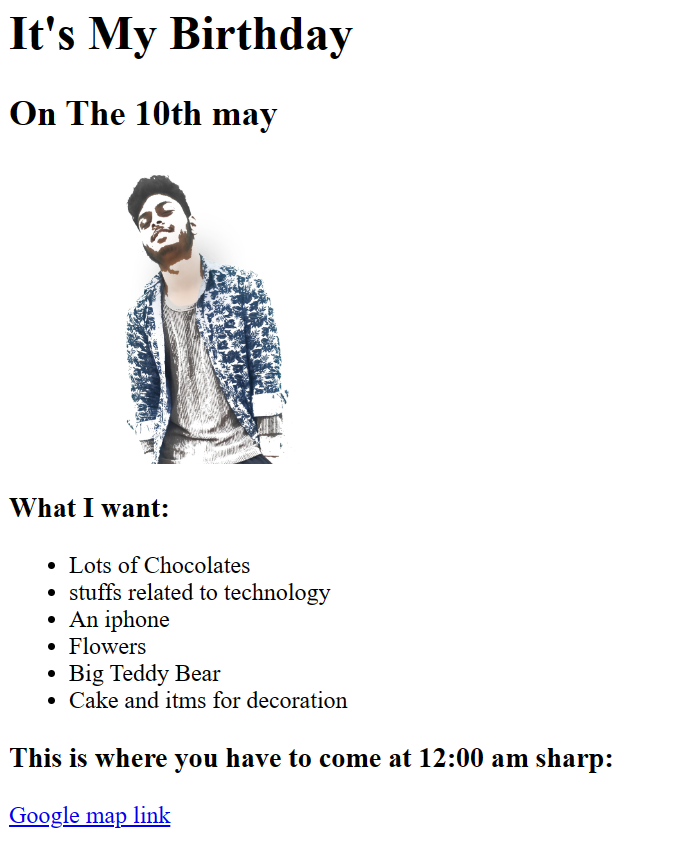 It's My Birthday
On The 10th may
What I want:
Lots of Chocolates
stuffs related to technology
An iphone
Flowers
Big Teddy Bear
Cake and itms for decoration
This is where you have to come at 12:00 am sharp:
Google map link